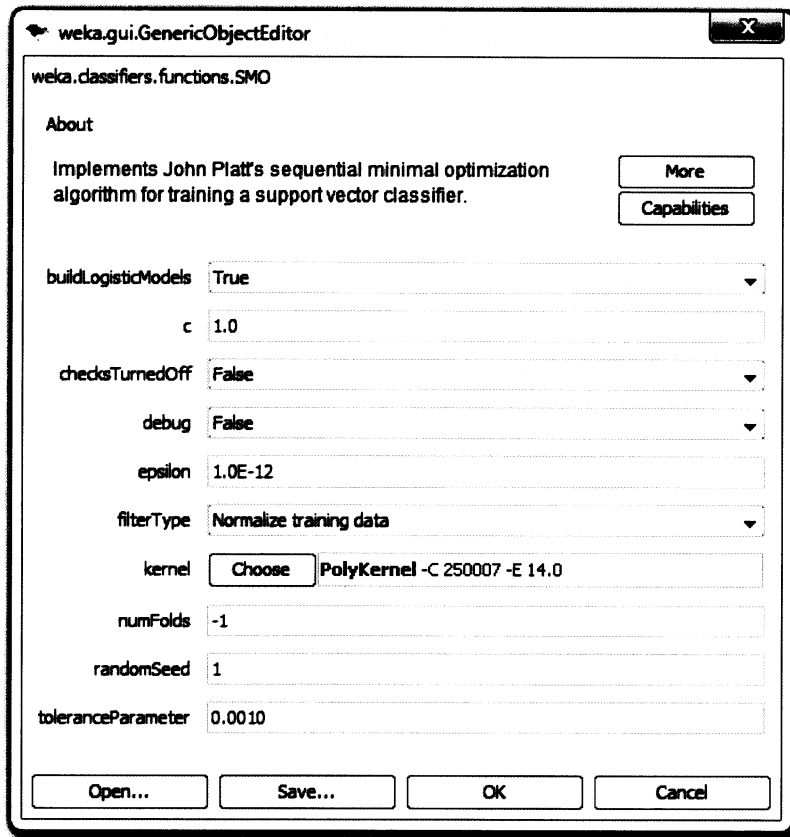 weka.gui.GenericObjectEditor
X
weka.classifiers.functions.SMO
About
Implements John Platt's sequential minimal optimization
algorithm for training a support vector classifier.
More
Capabilities
buildLogisticModels True
c 1.0
checksTurnedOff False
debug False
epsilon 1.0E-12
filterType Normalize training data
kernel Choose PolyKernel -C 250007 -E 14.0
numFolds -1
randomSeed 1
toleranceParameter 0.0010
Open... Save... OK Cancel